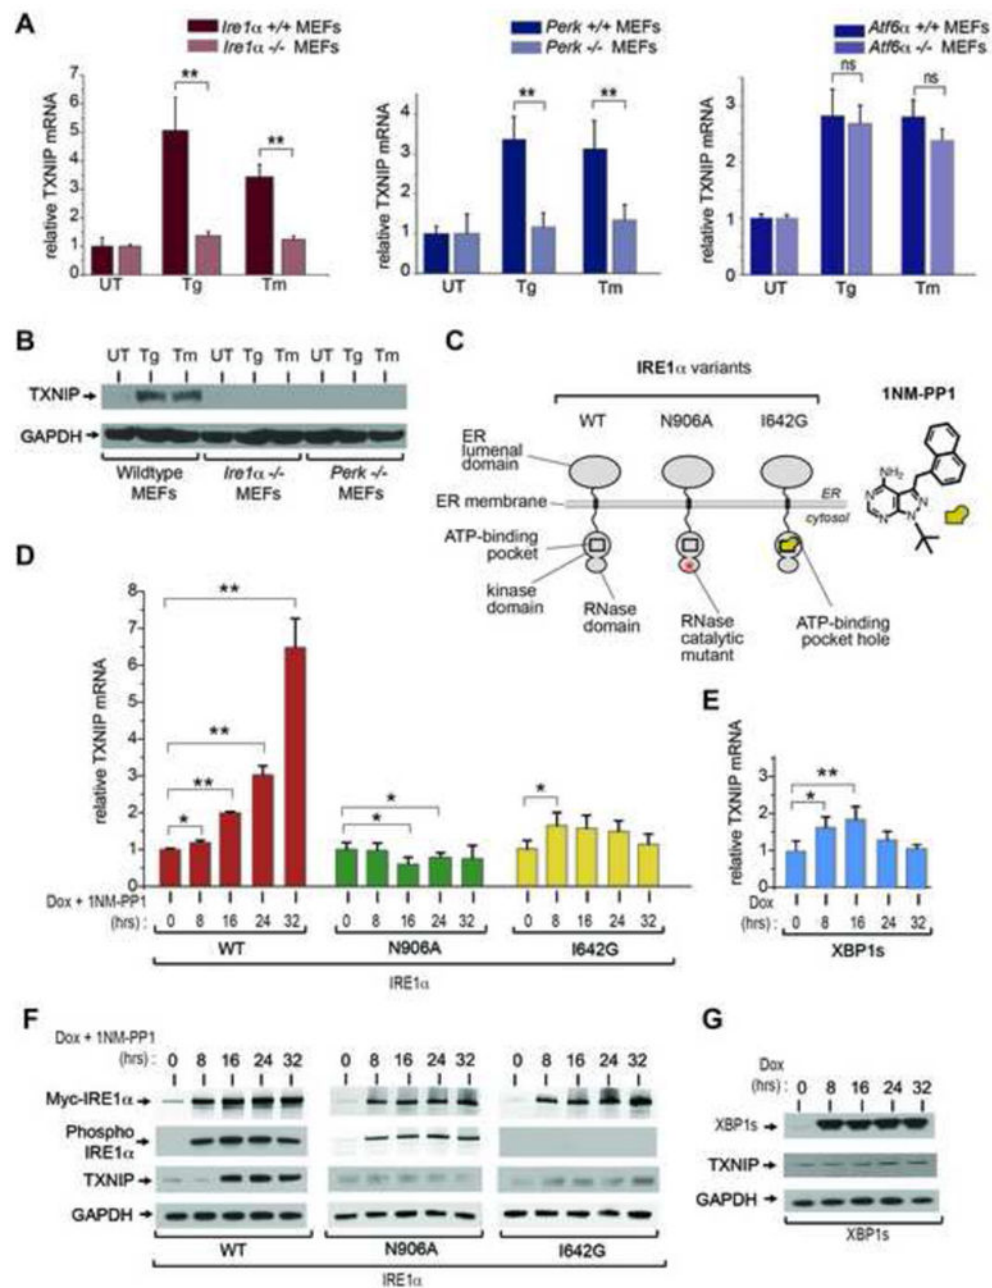 A
Ire1α +/+ MEFs
Ire1α -/- MEFs
relative TXNIP mRNA
7
6
5
4
3
2
1
**
**
UT
Tg
Tm
Perk +/+ MEFs
Perk -/- MEFs
relative TXNIP mRNA
4
3
2
1
0
**
**
UT
Tg
Tm
Atf6α +/+ MEFs
Atf6α -/- MEFs
relative TXNIP mRNA
3
2
1
0
ns
ns
UT
Tg
Tm
B
UT Tg Tm UT Tg Tm UT Tg Tm
TXNIP
GAPDH
Wildtype MEFs
Ire1α -/- MEFs
Perk -/- MEFs
C
IRE1α variants
WT N906A I642G
1NM-PP1
ER lumenal domain
ER membrane
ER
cytosol
ATP-binding pocket
kinase domain
RNase domain
RNase catalytic mutant
ATP-binding pocket hole
NH₂
N
N
N
N
D
relative TXNIP mRNA
8
7
6
5
4
3
2
1
0
**
**
**
*
*
*
*
Dox + 1NM-PP1
(hrs) :
0 8 16 24 32 0 8 16 24 32 0 8 16 24 32
WT N906A I642G
IRE1α
E
relative TXNIP mRNA
3
2
1
0
**
*
Dox
(hrs) : 0 8 16 24 32
XBP1s
F
Dox + 1NM-PP1
(hrs) : 0 8 16 24 32 0 8 16 24 32 0 8 16 24 32
Myc-IRE1α
Phospho
IRE1α
TXNIP
GAPDH
WT N906A I642G
IRE1α
G
Dox
(hrs) : 0 8 16 24 32
XBP1s
TXNIP
GAPDH
XBP1s